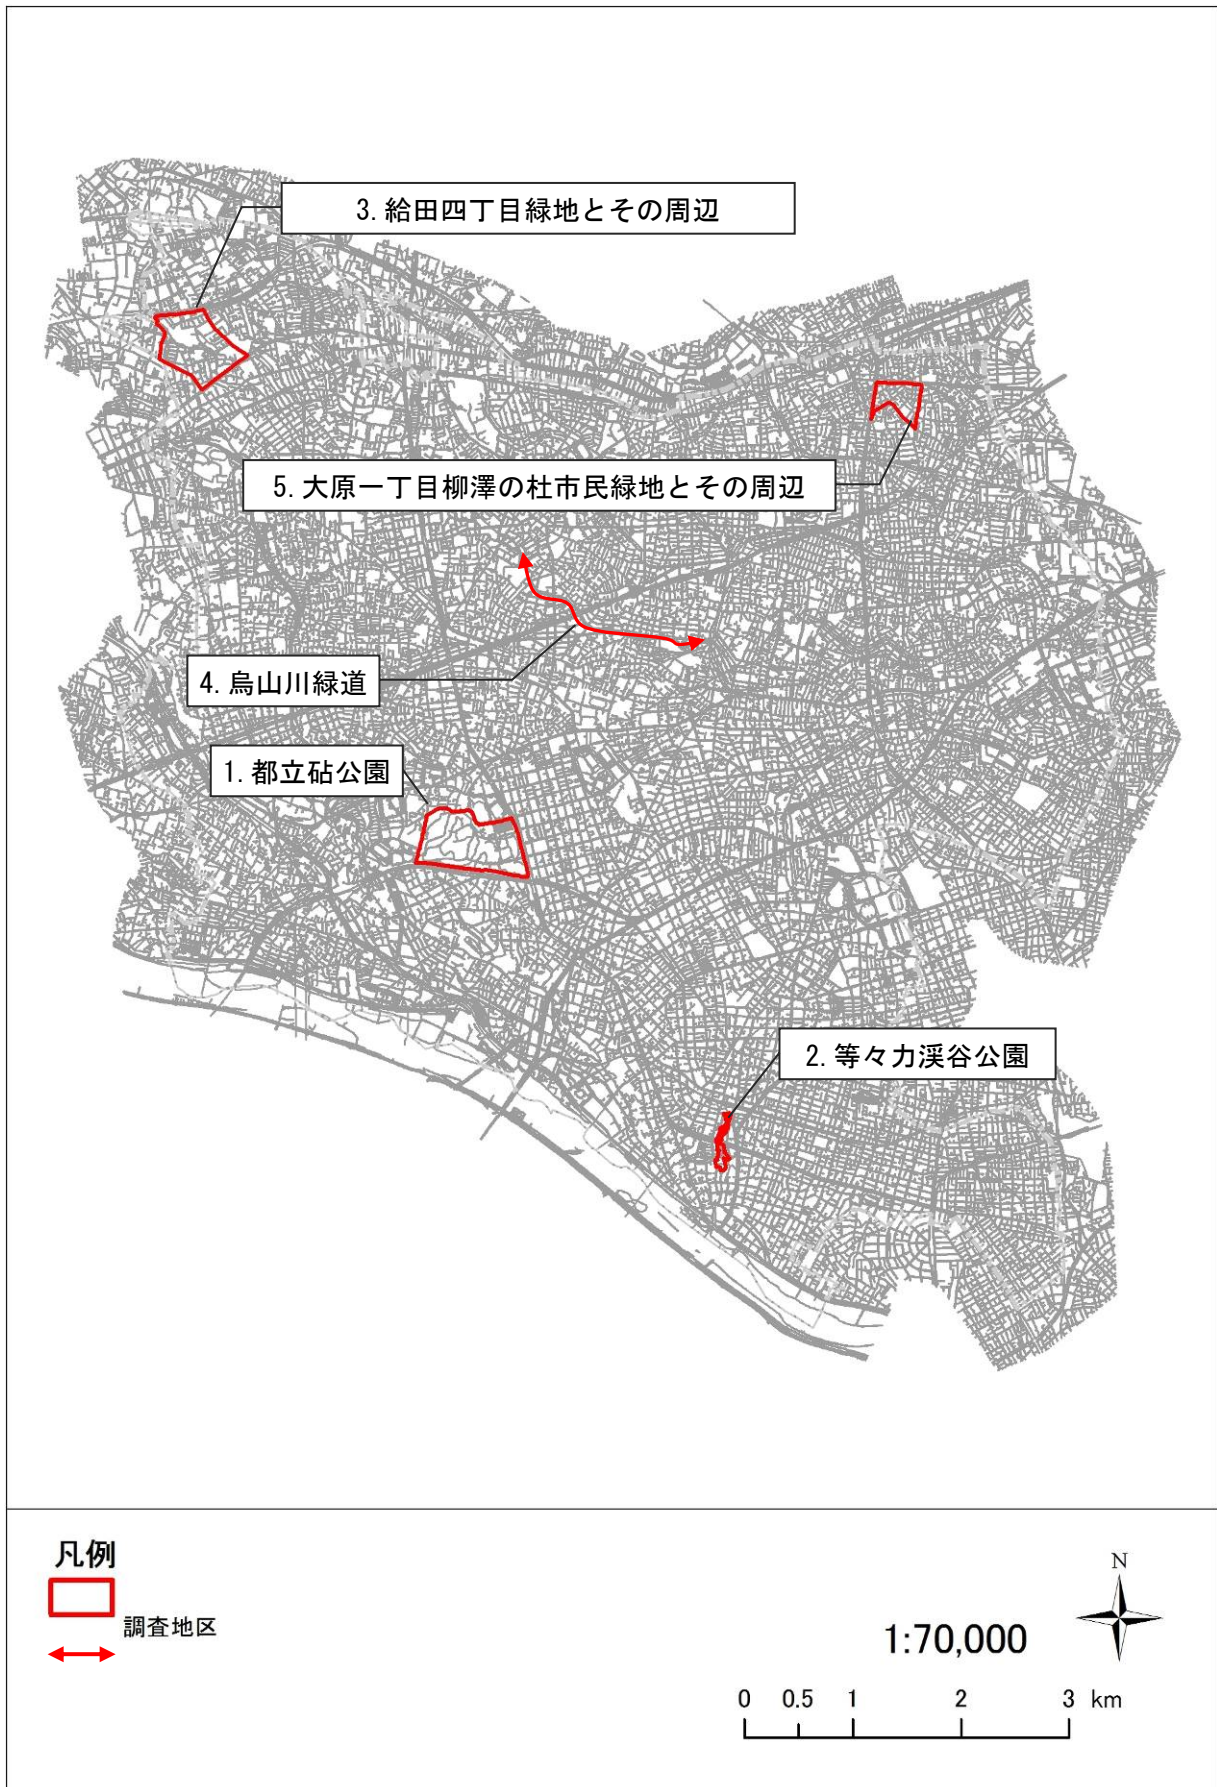 3. 給田四丁目緑地とその周辺
5. 大原一丁目柳澤の杜市民緑地とその周辺
4. 烏山川緑道
1. 都立砧公園
2. 等々力渓谷公園
凡例
調査地区
N
1:70,000
0 0.5 1 2 3 km